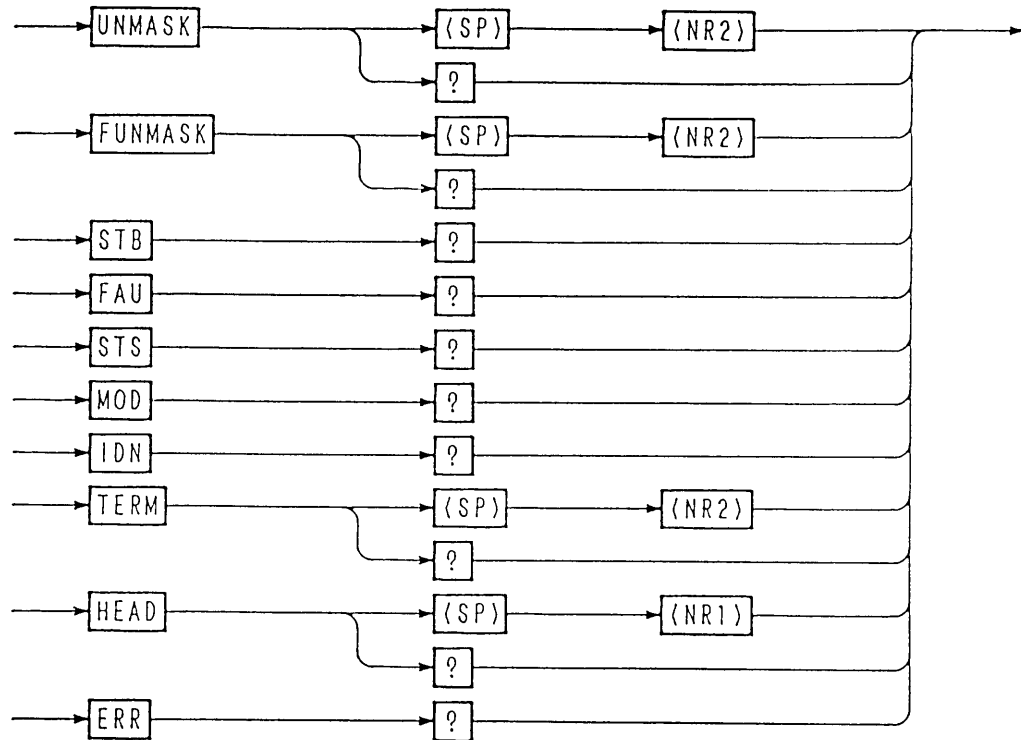 UNMASK ⟨SP⟩ ⟨NR2⟩
?
FUNMASK ⟨SP⟩ ⟨NR2⟩
?
STB ?
FAU ?
STS ?
MOD ?
IDN ?
TERM ⟨SP⟩ ⟨NR2⟩
?
HEAD ⟨SP⟩ ⟨NR1⟩
?
ERR ?